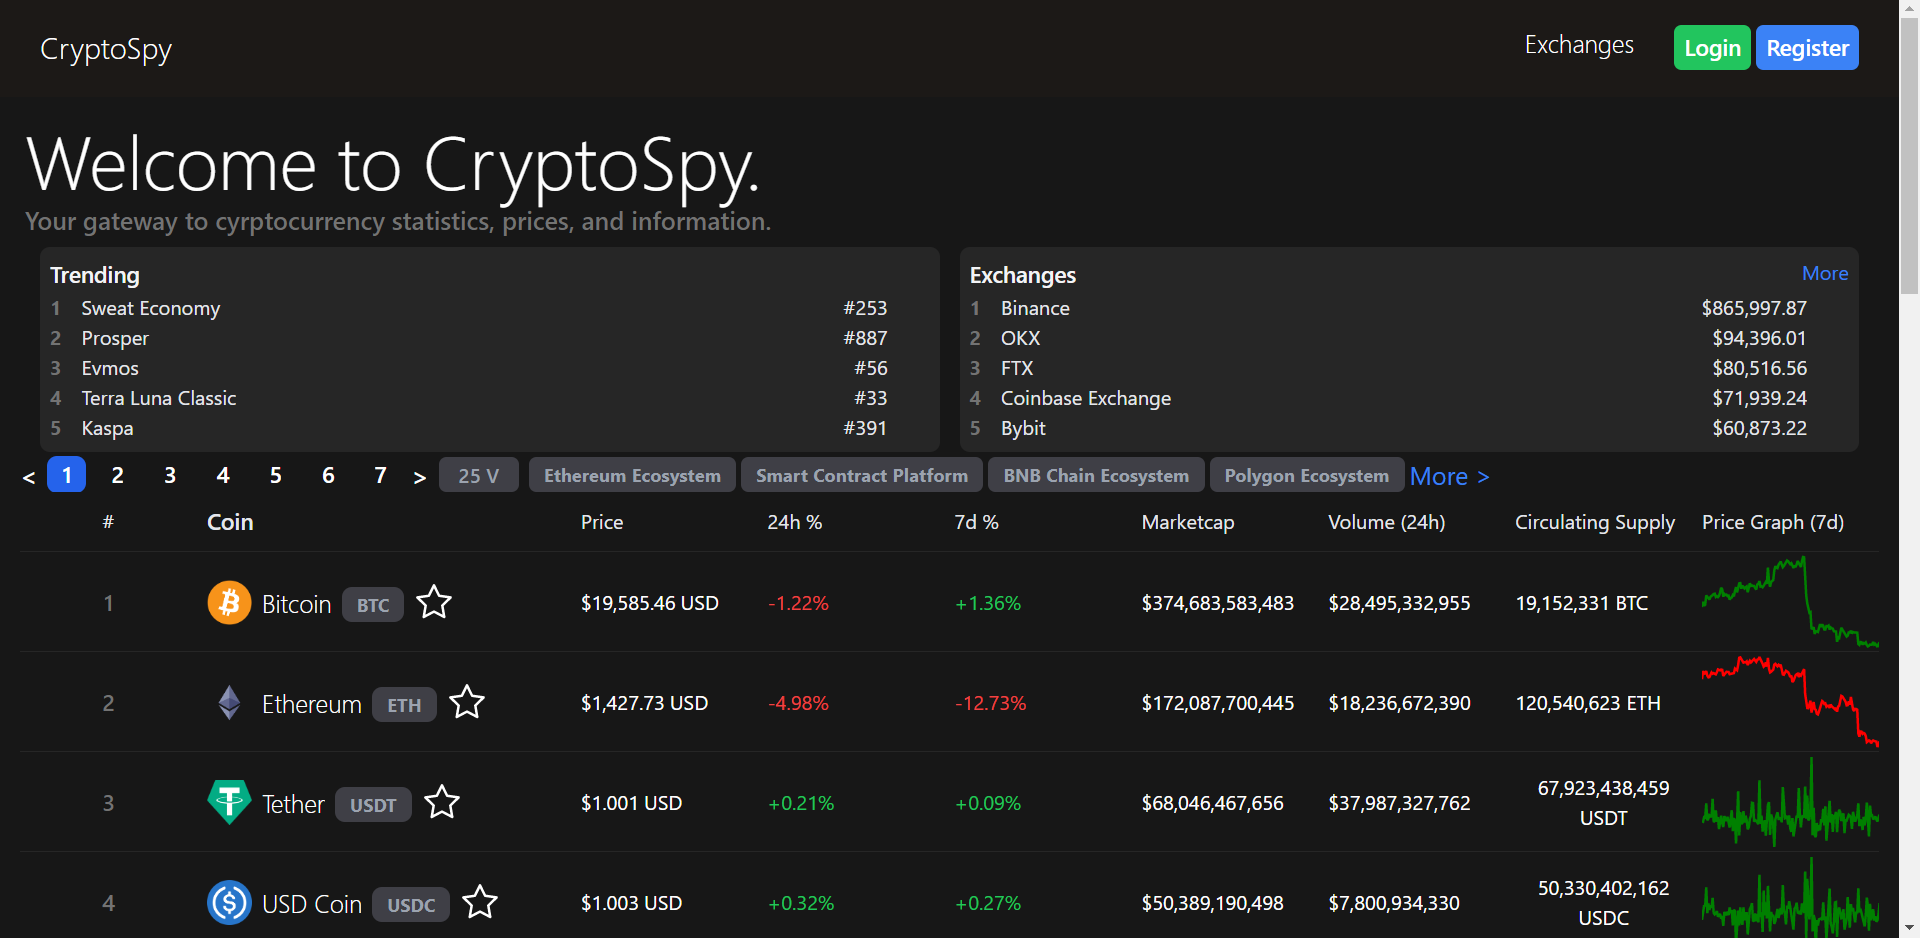 CryptoSpy
Exchanges Login Register
Welcome to CryptoSpy.
Your gateway to cyrptocurrency statistics, prices, and information.
Trending
1 Sweat Economy #253
2 Prosper #887
3 Evmos #56
4 Terra Luna Classic #33
5 Kaspa #391
Exchanges More
1 Binance $865,997.87
2 OKX $94,396.01
3 FTX $80,516.56
4 Coinbase Exchange $71,939.24
5 Bybit $60,873.22
< 1 2 3 4 5 6 7 > 25 V Ethereum Ecosystem Smart Contract Platform BNB Chain Ecosystem Polygon Ecosystem More >
# Coin Price 24h % 7d % Marketcap Volume (24h) Circulating Supply Price Graph (7d)
1 Bitcoin BTC $19,585.46 USD -1.22% +1.36% $374,683,583,483 $28,495,332,955 19,152,331 BTC
2 Ethereum ETH $1,427.73 USD -4.98% -12.73% $172,087,700,445 $18,236,672,390 120,540,623 ETH
3 Tether USDT $1.001 USD +0.21% +0.09% $68,046,467,656 $37,987,327,762 67,923,438,459
USDT
4 USD Coin USDC $1.003 USD +0.32% +0.27% $50,389,190,498 $7,800,934,330 50,330,402,162
USDC